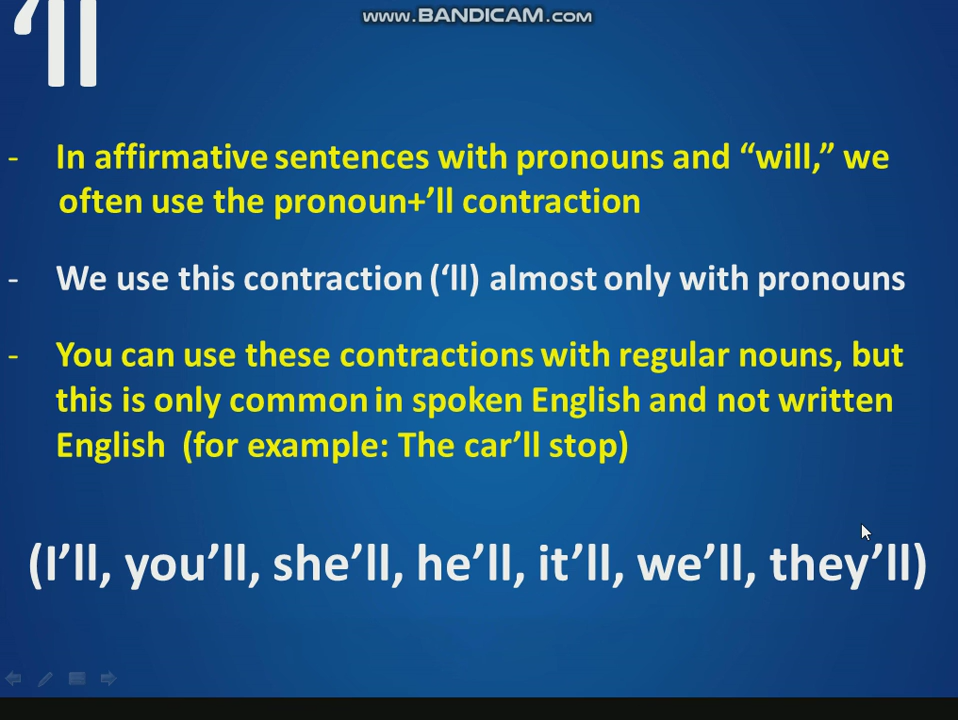 www.BANDICAM.com
‘ll
- In affirmative sentences with pronouns and “will,” we
often use the pronoun+’ll contraction
- We use this contraction (‘ll) almost only with pronouns
- You can use these contractions with regular nouns, but
this is only common in spoken English and not written
English (for example: The car’ll stop)
(I’ll, you’ll, she’ll, he’ll, it’ll, we’ll, they’ll)